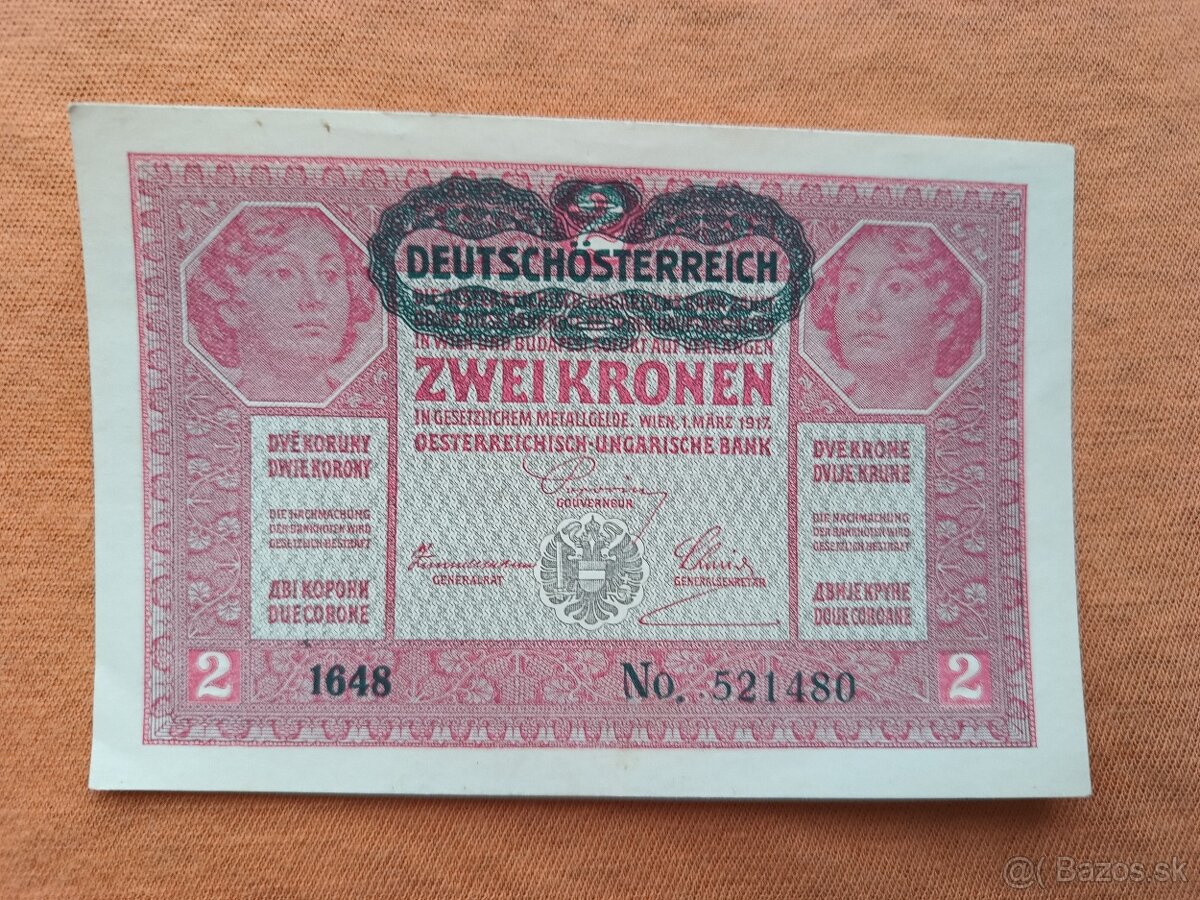 2
DEUTSCHÖSTERREICH
IN WIEN UND BUDAPEST SOFORT AUF VERLANGEN
ZWEI KRONEN
IN GESETZLICHEM METALLGELDE. WIEN, 1. MÄRZ 1917.
OESTERREICHISCH-UNGARISCHE BANK
GOUVERNEUR
GENERALRAT
GENERALSEKRETÄR
DVĚ KORUNY
DWIE KORONY
DIE NACHMACHUNG
DER BANKNOTEN WIRD
GESETZLICH BESTRAFT
ДВІ КОРОНИ
DUE CORONE
DVE KRONE
DVIJE KRUNE
DIE NACHMACHUNG
DER BANKNOTEN WIRD
GESETZLICH BESTRAFT
ДВИЈЕ КРУНЕ
DOUE COROANE
2
1648
No. 521480
2
@( Bazos.sk